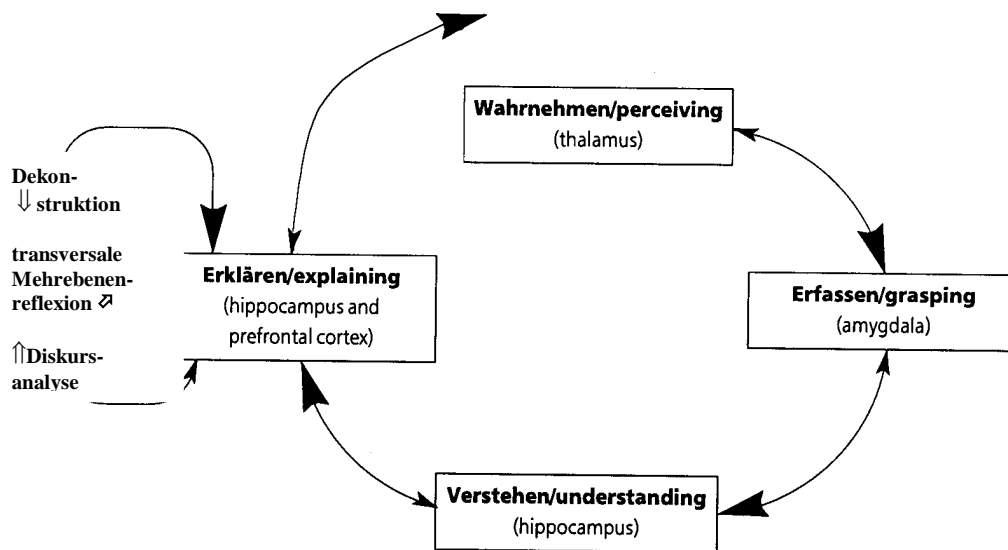 Wahrnehmen/perceiving
(thalamus)
Dekon-
⇓ struktion
transversale
Mehrebenen-
reflexion ⇗
⇑Diskurs-
analyse
Erklären/explaining
(hippocampus and
prefrontal cortex)
Erfassen/grasping
(amygdala)
Verstehen/understanding
(hippocampus)